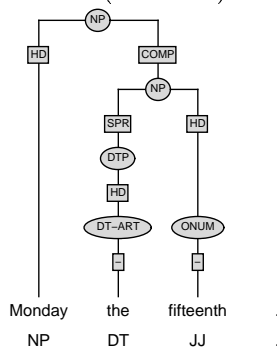 NP
HD COMP
NP
SPR HD
DTP
HD
DT-ART ONUM
– –
Monday the fifteenth .
NP DT JJ .